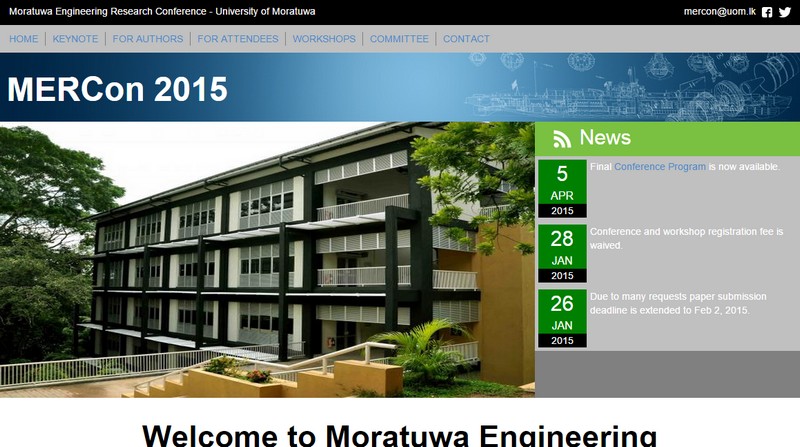 Moratuwa Engineering Research Conference - University of Moratuwa
mercon@uom.lk
HOME
KEYNOTE
FOR AUTHORS
FOR ATTENDEES
WORKSHOPS
COMMITTEE
CONTACT
MERCon 2015
News
5
APR
2015
Final Conference Program is now available.
28
JAN
2015
Conference and workshop registration fee is
waived.
26
JAN
2015
Due to many requests paper submission
deadline is extended to Feb 2, 2015.
Welcome to Moratuwa Engineering